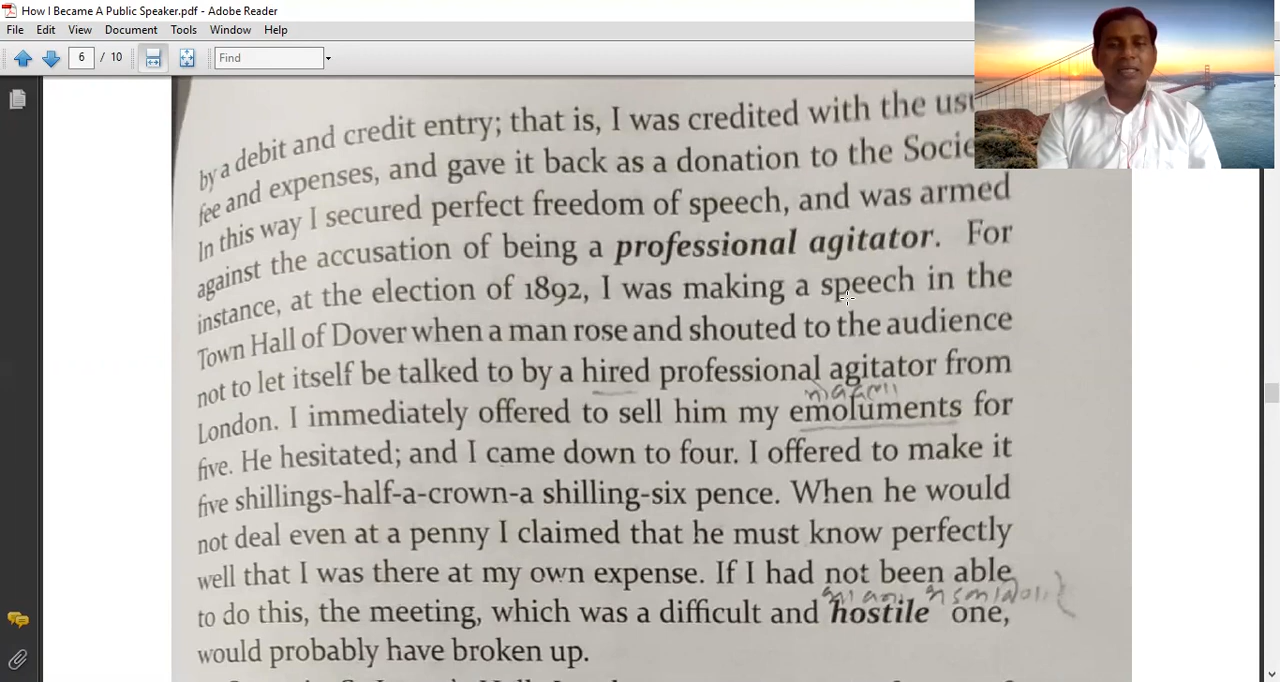 How I Became A Public Speaker.pdf - Adobe Reader
File Edit View Document Tools Window Help
6 / 10 Find
by a debit and credit entry; that is, I was credited with the
fee and expenses, and gave it back as a donation to the
In this way I secured perfect freedom of speech, and was armed
against the accusation of being a professional agitator. For
instance, at the election of 1892, I was making a speech in the
Town Hall of Dover when a man rose and shouted to the audience
not to let itself be talked to by a hired professional agitator from
London. I immediately offered to sell him my emoluments for
five. He hesitated; and I came down to four. I offered to make it
five shillings-half-a-crown-a shilling-six pence. When he would
not deal even at a penny I claimed that he must know perfectly
well that I was there at my own expense. If I had not been able
to do this, the meeting, which was a difficult and hostile one,
would probably have broken up.